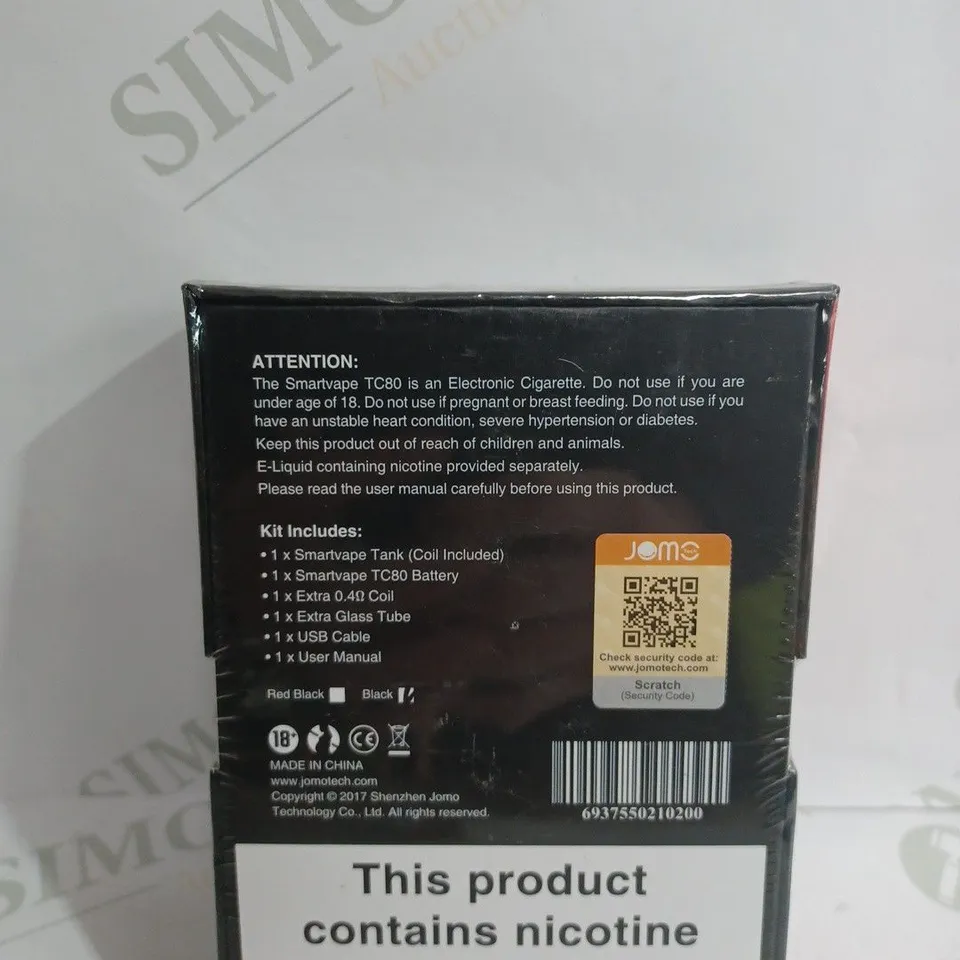 SIMO
Auctio
ATTENTION:
The Smartvape TC80 is an Electronic Cigarette. Do not use if you are
under age of 18. Do not use if pregnant or breast feeding. Do not use if you
have an unstable heart condition, severe hypertension or diabetes.
Keep this product out of reach of children and animals.
E-Liquid containing nicotine provided separately.
Please read the user manual carefully before using this product.
Kit Includes:
• 1 x Smartvape Tank (Coil Included)
• 1 x Smartvape TC80 Battery
• 1 x Extra 0.4Ω Coil
• 1 x Extra Glass Tube
• 1 x USB Cable
• 1 x User Manual
JOMO
Tech
Check security code at:
www.jomotech.com
Scratch
(Security Code)
Red Black Black
18+ CE
MADE IN CHINA
www.jomotech.com
Copyright © 2017 Shenzhen Jomo
Technology Co., Ltd. All rights reserved.
6937550210200
SIMO
This product
contains nicotine